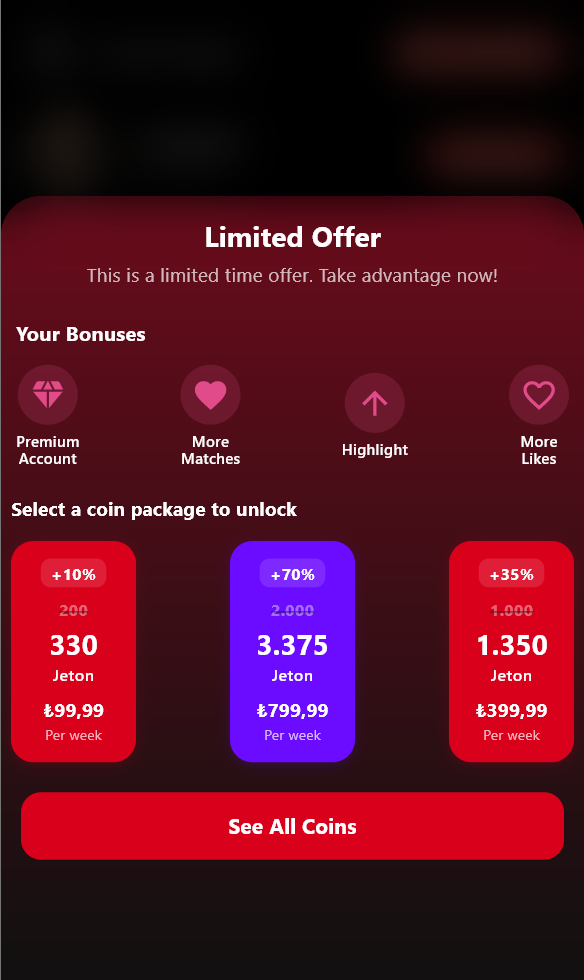 Limited Offer
This is a limited time offer. Take advantage now!
Your Bonuses
Premium
Account
More
Matches
Highlight
More
Likes
Select a coin package to unlock
+10%
200
330
Jeton
₺99,99
Per week
+70%
2.000
3.375
Jeton
₺799,99
Per week
+35%
1.000
1.350
Jeton
₺399,99
Per week
See All Coins